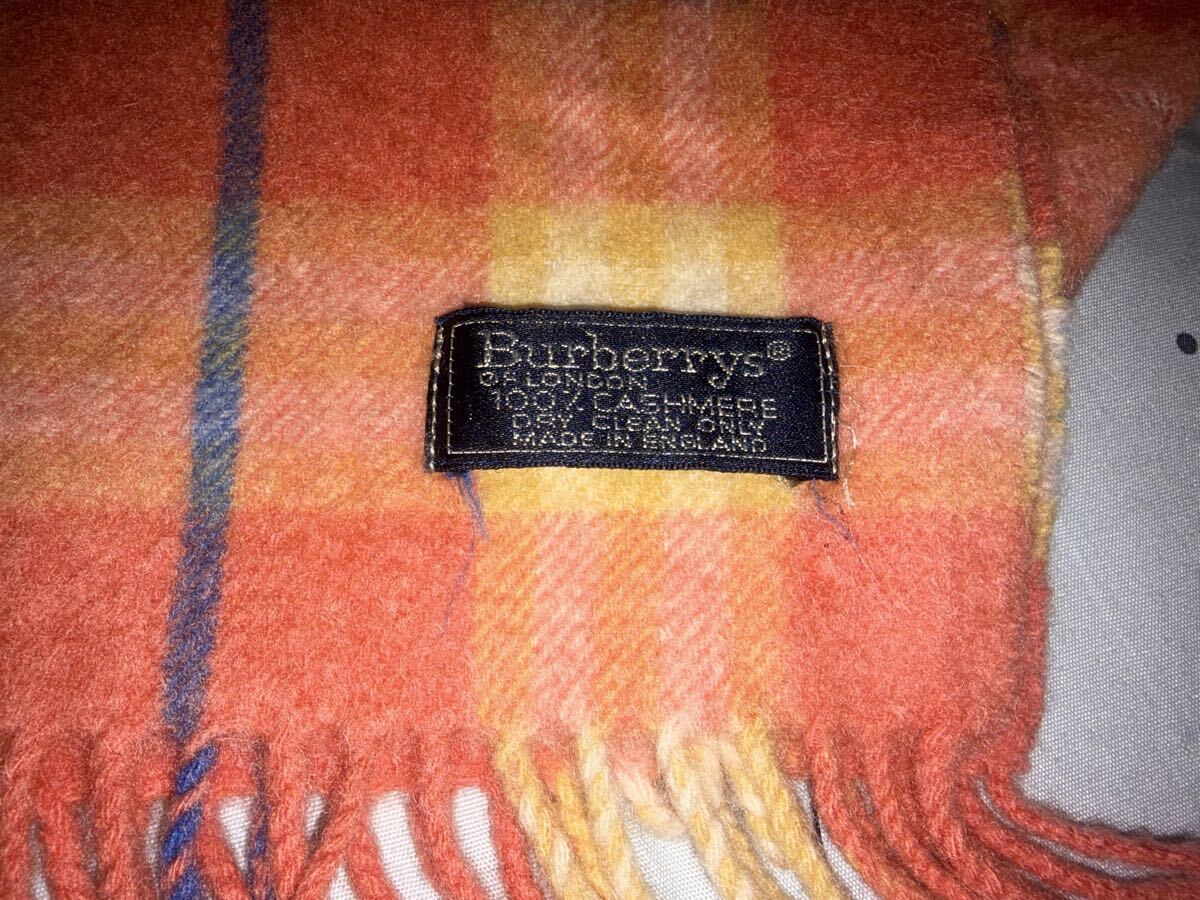 Burberrys®
OF LONDON
100% CASHMERE
DRY CLEAN ONLY
MADE IN ENGLAND